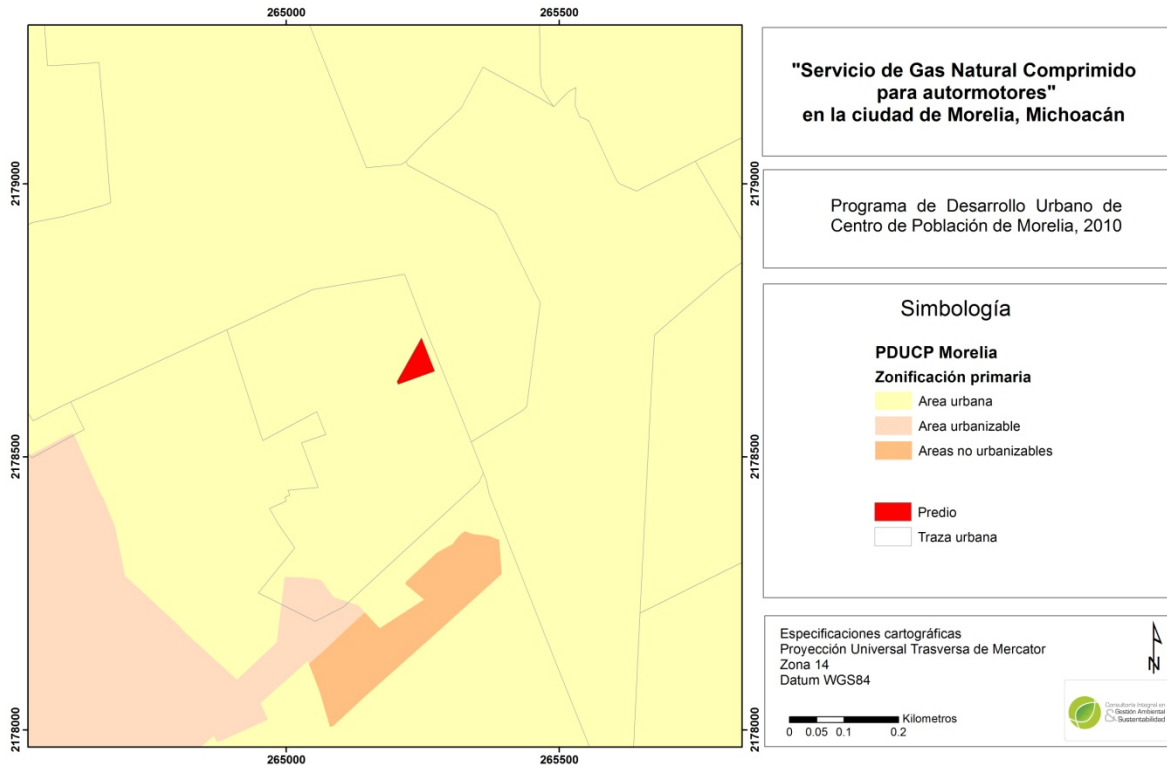 265000
265500
2179000
2178500
2178000
2179000
2178500
2178000
265000
265500
"Servicio de Gas Natural Comprimido
para autormotores"
en la ciudad de Morelia, Michoacán
Programa de Desarrollo Urbano de
Centro de Población de Morelia, 2010
Simbología
PDUCP Morelia
Zonificación primaria
Area urbana
Area urbanizable
Areas no urbanizables
Predio
Traza urbana
Especificaciones cartográficas
Proyección Universal Trasversa de Mercator
Zona 14
Datum WGS84
N
Kilometros
0 0.05 0.1 0.2
Consultoría Integral en
Gestión Ambiental
& Sustentabilidad